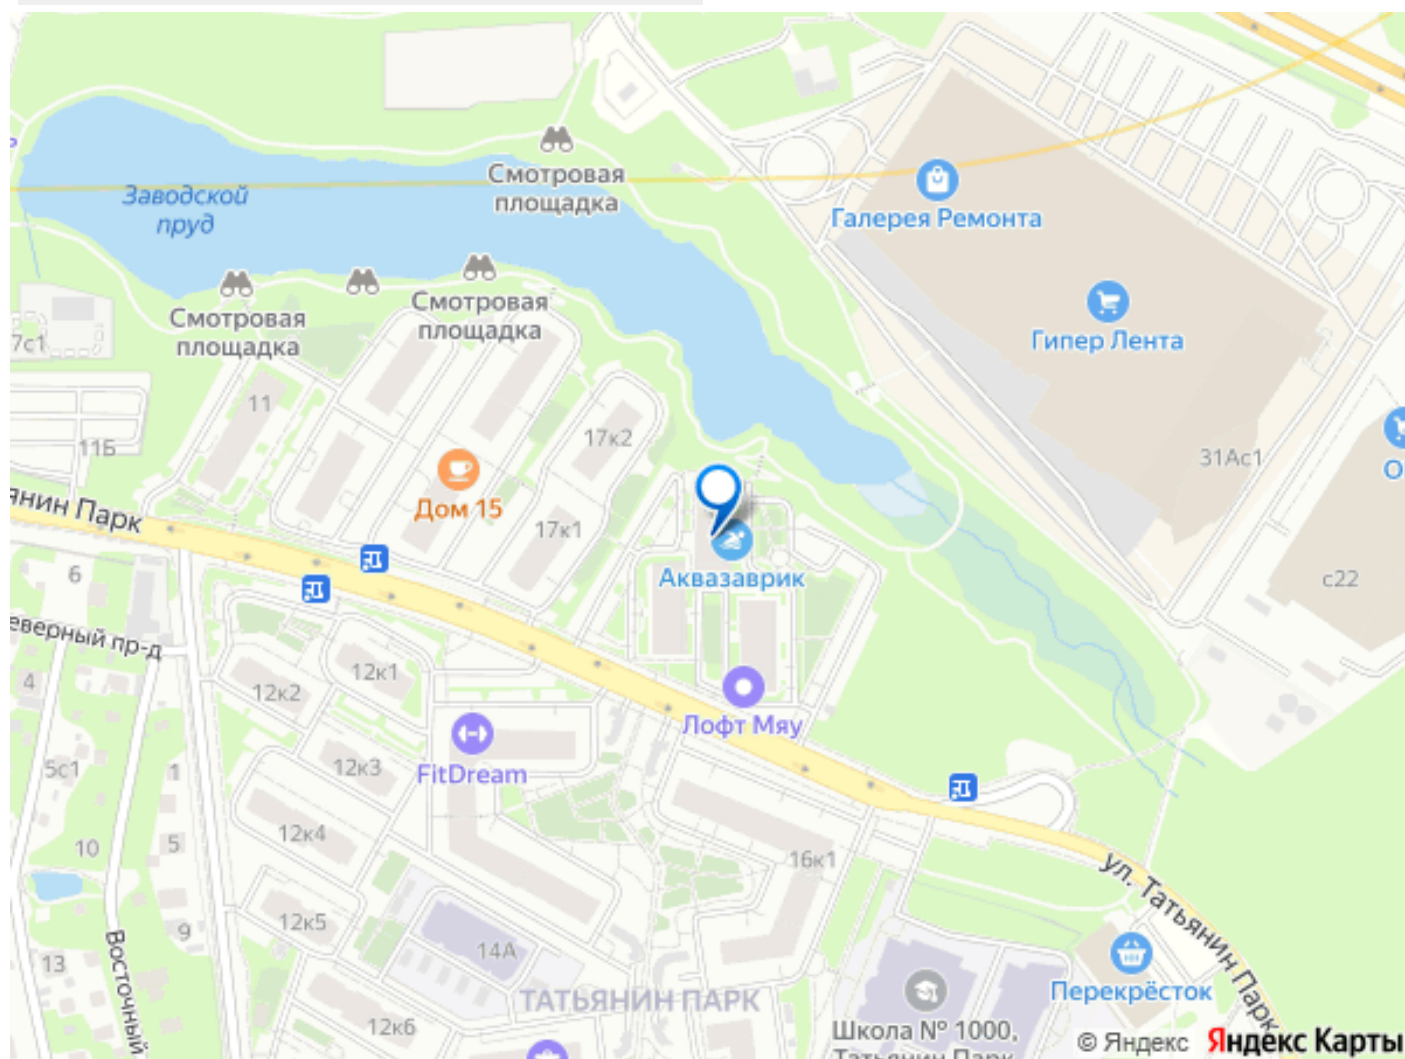 Смотровая
площадка
Заводской
пруд
Галерея Ремонта
Смотровая
площадка
Смотровая
площадка
Гипер Лента
7с1
11
11Б
17к2
31Ас1
О
Дом 15
17к1
янин Парк
6
Аквазаврик
с22
еверный пр-д
4
12к2
12к1
Лофт Мяу
5с1
1
12к3
FitDream
10
5
12к4
16к1
ул. Татьянин Парк
9
12к5
14А
13
Восточный
ТАТЬЯНИН ПАРК
Перекрёсток
12к6
Школа № 1000,
Татьянин Парк
© Яндекс Яндекс Карты